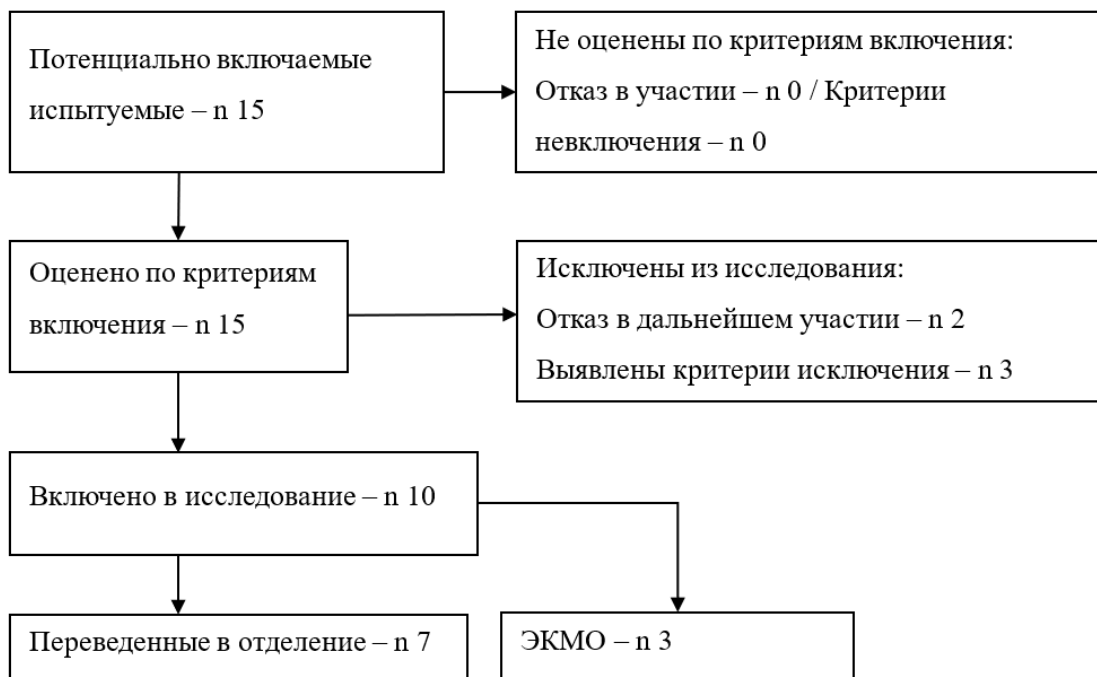 Потенциально включаемые
испытуемые – n 15
Не оценены по критериям включения:
Отказ в участии – n 0 / Критерии
невключения – n 0
Оценено по критериям
включения – n 15
Исключены из исследования:
Отказ в дальнейшем участии – n 2
Выявлены критерии исключения – n 3
Включено в исследование – n 10
Переведенные в отделение – n 7
ЭКМО – n 3